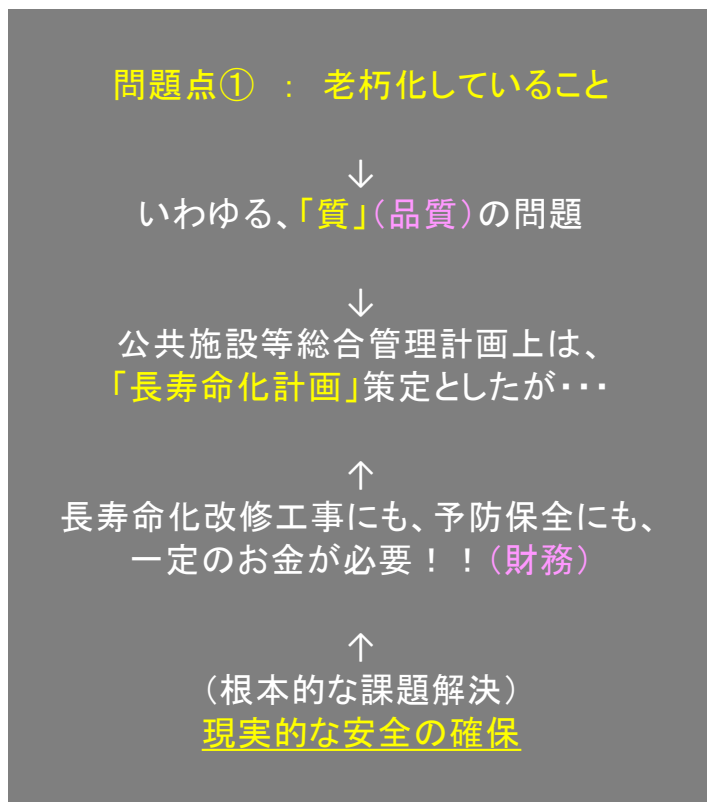 問題点① : 老朽化していること
↓
いわゆる、「質」(品質)の問題
↓
公共施設等総合管理計画上は、
「長寿命化計画」策定としたが・・・
↑
長寿命化改修工事にも、予防保全にも、
一定のお金が必要！！(財務)
↑
(根本的な課題解決)
現実的な安全の確保